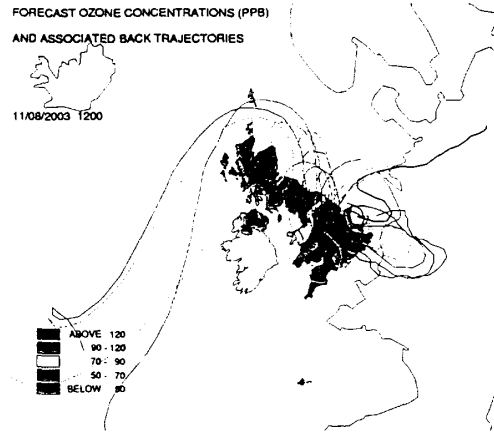 FORECAST OZONE CONCENTRATIONS (PPB)
AND ASSOCIATED BACK TRAJECTORIES
11/08/2003 1200
ABOVE 120
90 - 120
70 - 90
50 - 70
BELOW 50